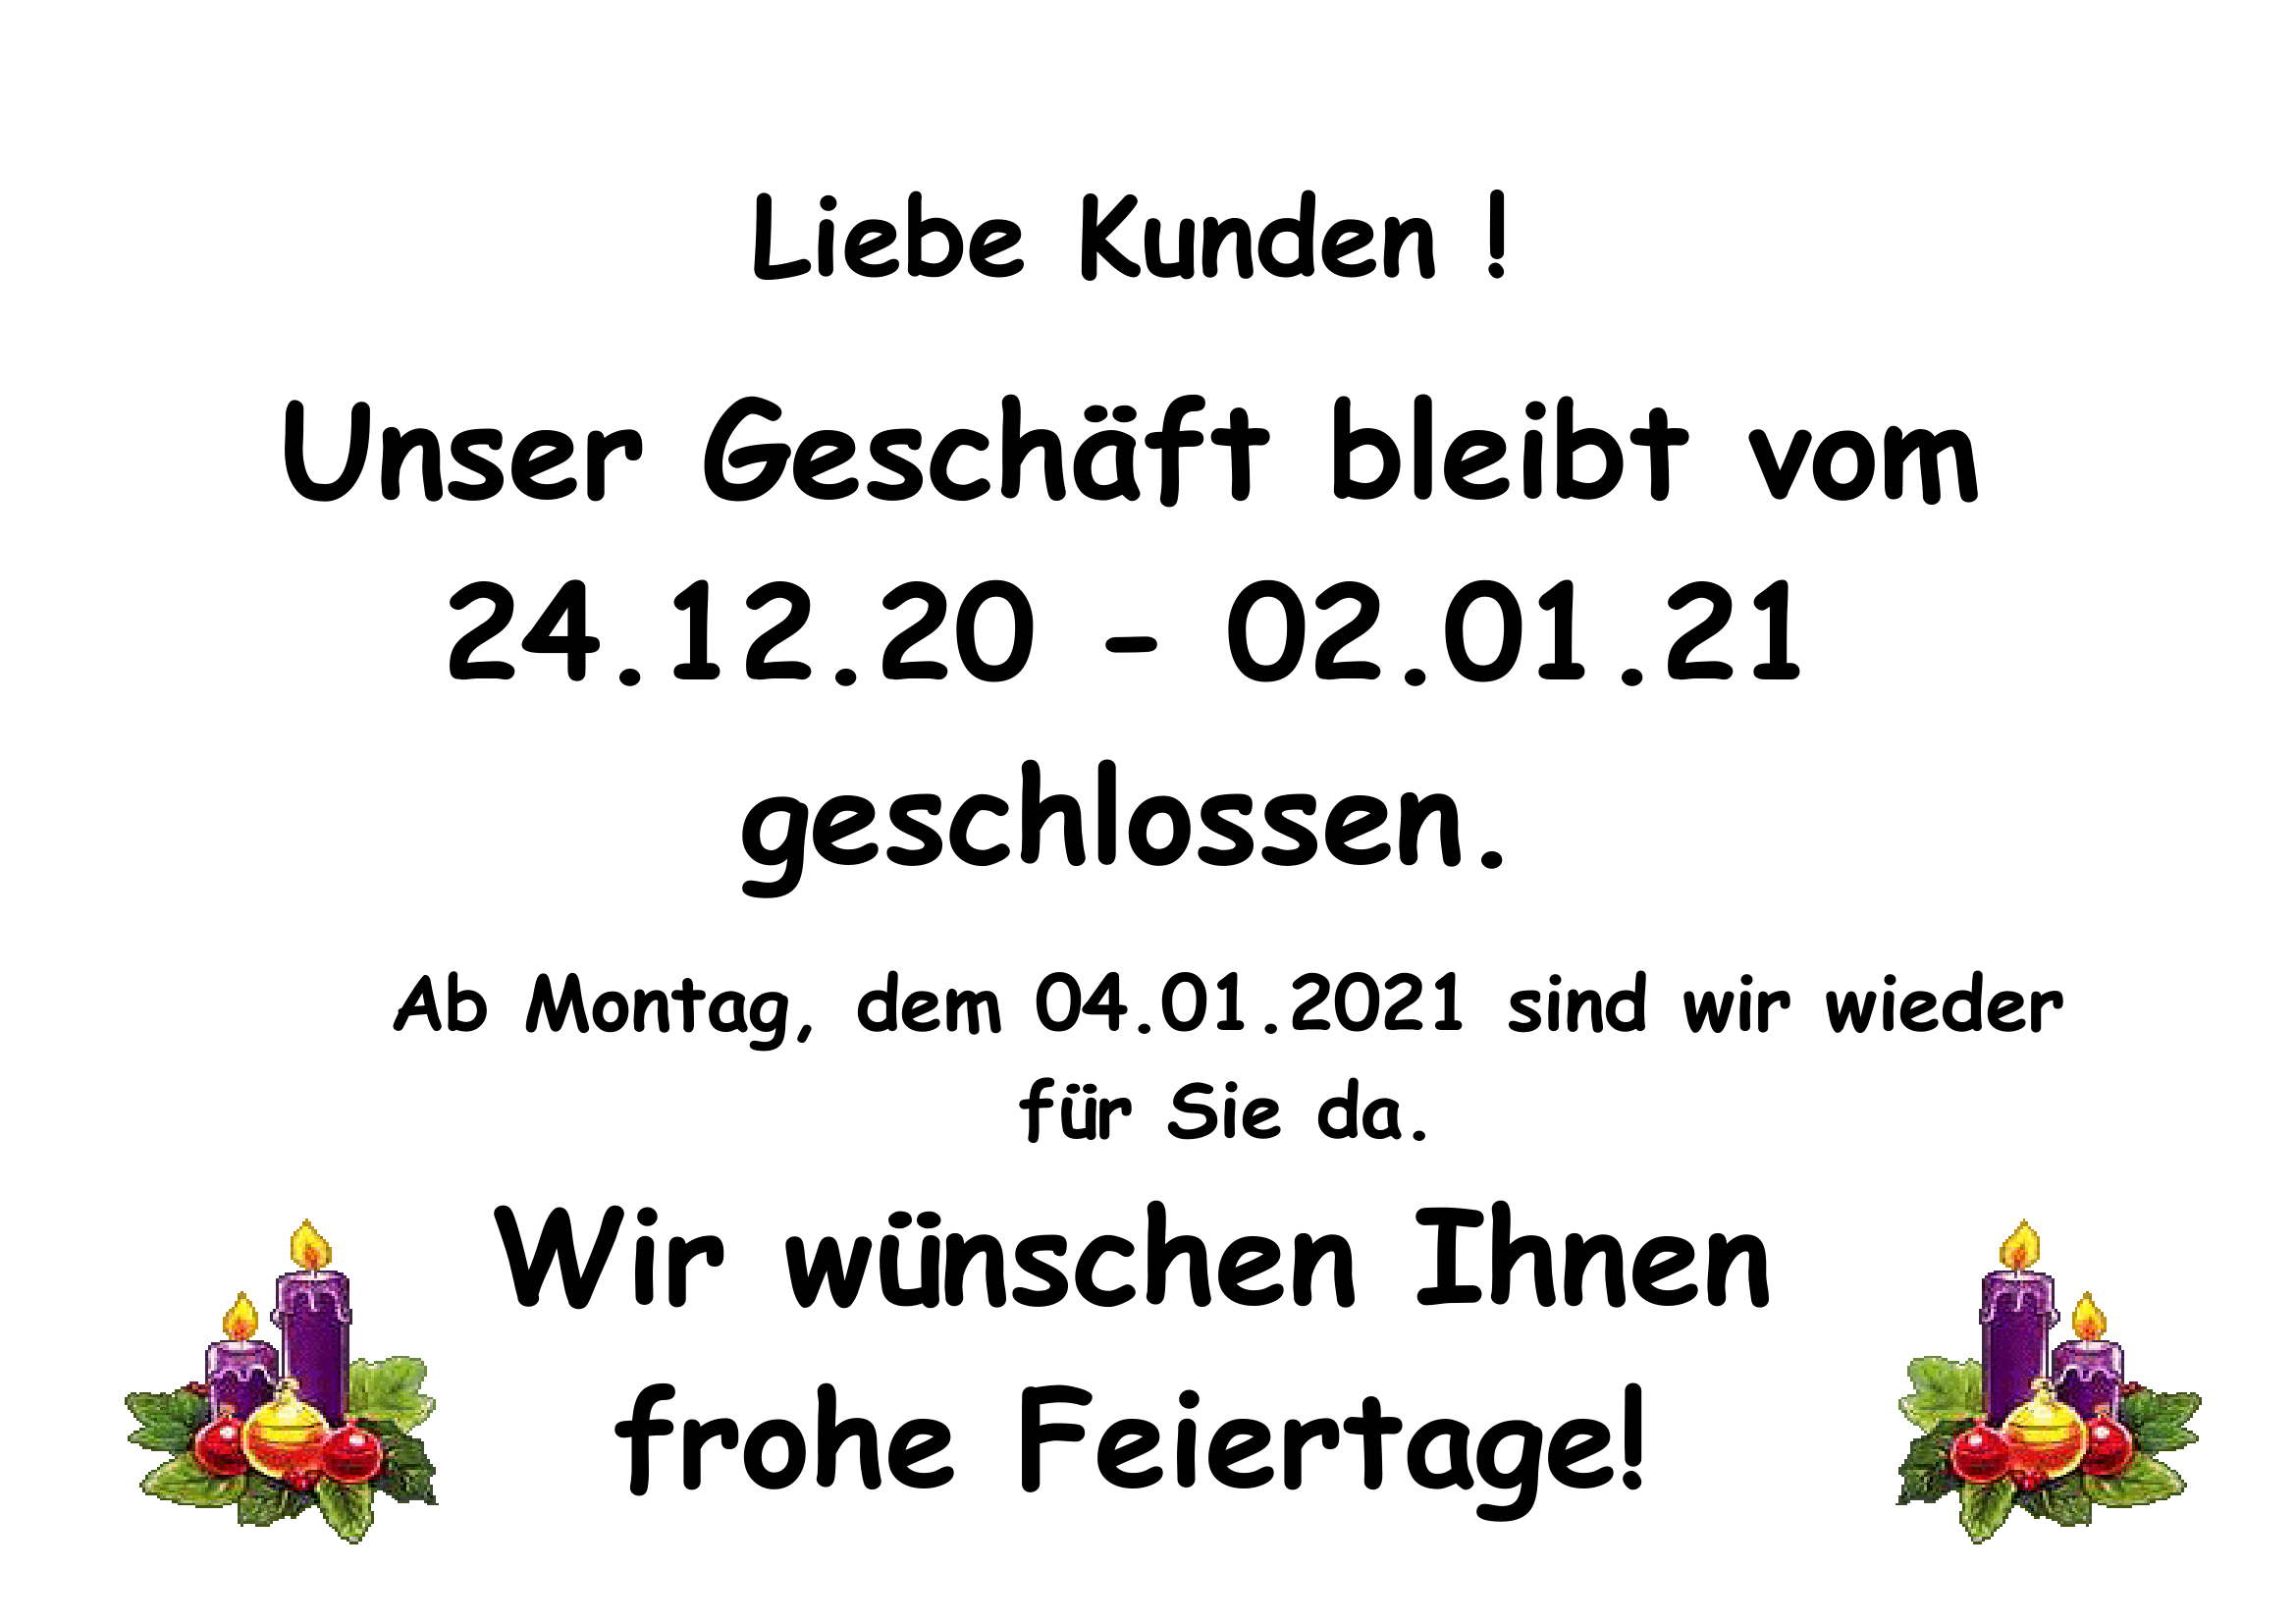 Liebe Kunden !
Unser Geschäft bleibt vom
24.12.20 - 02.01.21
geschlossen.
Ab Montag, dem 04.01.2021 sind wir wieder
für Sie da.
Wir wünschen Ihnen
frohe Feiertage!